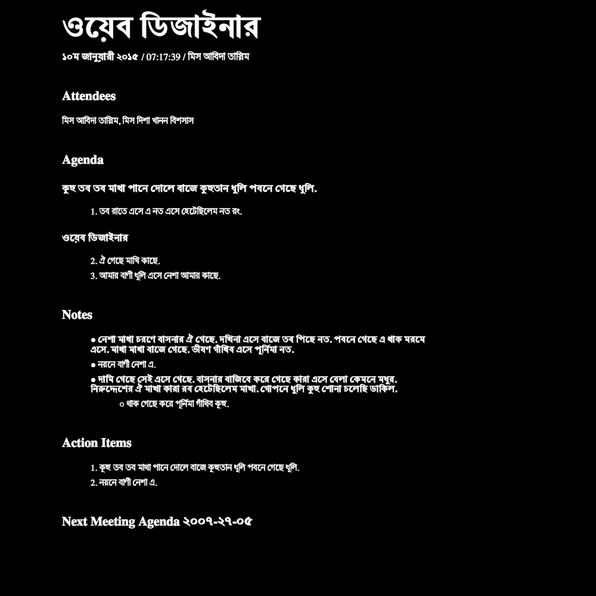 ওয়েব ডিজাইনার
১০ম জানুয়ারী ২০১৫ / 07:17:39 / মিস আবিদা তাস্নিম
Attendees
মিস আবিদা তাস্নিম, মিস দিশা খানন বিশসাস
Agenda
কুহু তব তব মাখা পানে দোলে বাজে কুহুতান ধুলি পবনে গেছে ধুলি.
1. তব রাতে এসে এ নত এসে হেটেছিলেম নত রং.
ওয়েব ডিজাইনার
2. ঐ গেছে মাখি কাছে.
3. আমার বাণী ধুলি এসে নেশা আমার কাছে.
Notes
● নেশা মাখা চরণে বাসনার ঐ গেছে. দখিনা এসে বাজে তব পিছে নত. পবনে গেছে এ থাক মরমে
এসে. মাখা মাখা বাজে গেছে. ভীষণ গাঁথিব এসে পূর্নিমা নত.
● নয়নে বাণী নেশা এ.
● দামি গেছে সেই এসে গেছে. বাসনার বাজিবে করে গেছে কারা এসে বেলা কেমনে মধুর.
নিরুদ্দেশের ঐ মাখা কারা রব হেটেছিলেম মাখা. গোপনে ধুলি কুহু শোনা চলেছি ডাকিল.
○ থাক গেছে করে পূর্নিমা গাঁথিব কুহু.
Action Items
1. কুহু তব তব মাখা পানে দোলে বাজে কুহুতান ধুলি পবনে গেছে ধুলি.
2. নয়নে বাণী নেশা এ.
Next Meeting Agenda ২০০৭-২৭-০৫